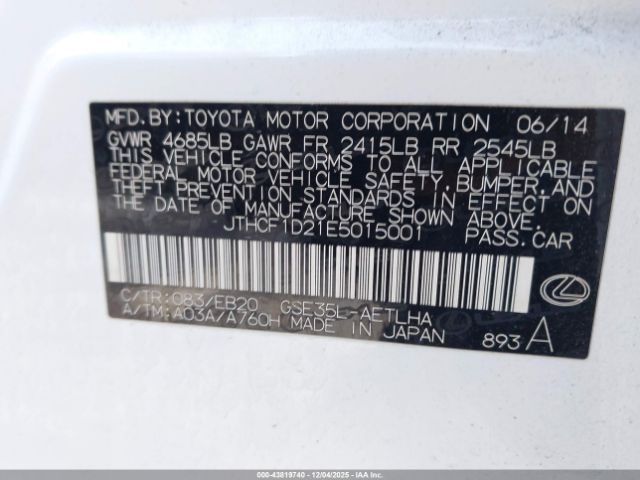 MFD.BY:TOYOTA MOTOR CORPORATION 06/14
GVWR 4685LB GAWR FR 2415LB RR 2545LB
THIS VEHICLE CONFORMS TO ALL APPLICABLE
FEDERAL MOTOR VEHICLE SAFETY,BUMPER,AND
THEFT PREVENTION STANDARDS IN EFFECT ON
THE DATE OF MANUFACTURE SHOWN ABOVE.
JTHCF1D21E5015001 PASS.CAR
C/TR:083/EB20 GSE35L-AETLHA
A/TM:A03A/A760H MADE IN JAPAN 893 A
000-43819740 12/04/2025 IAAI.COM